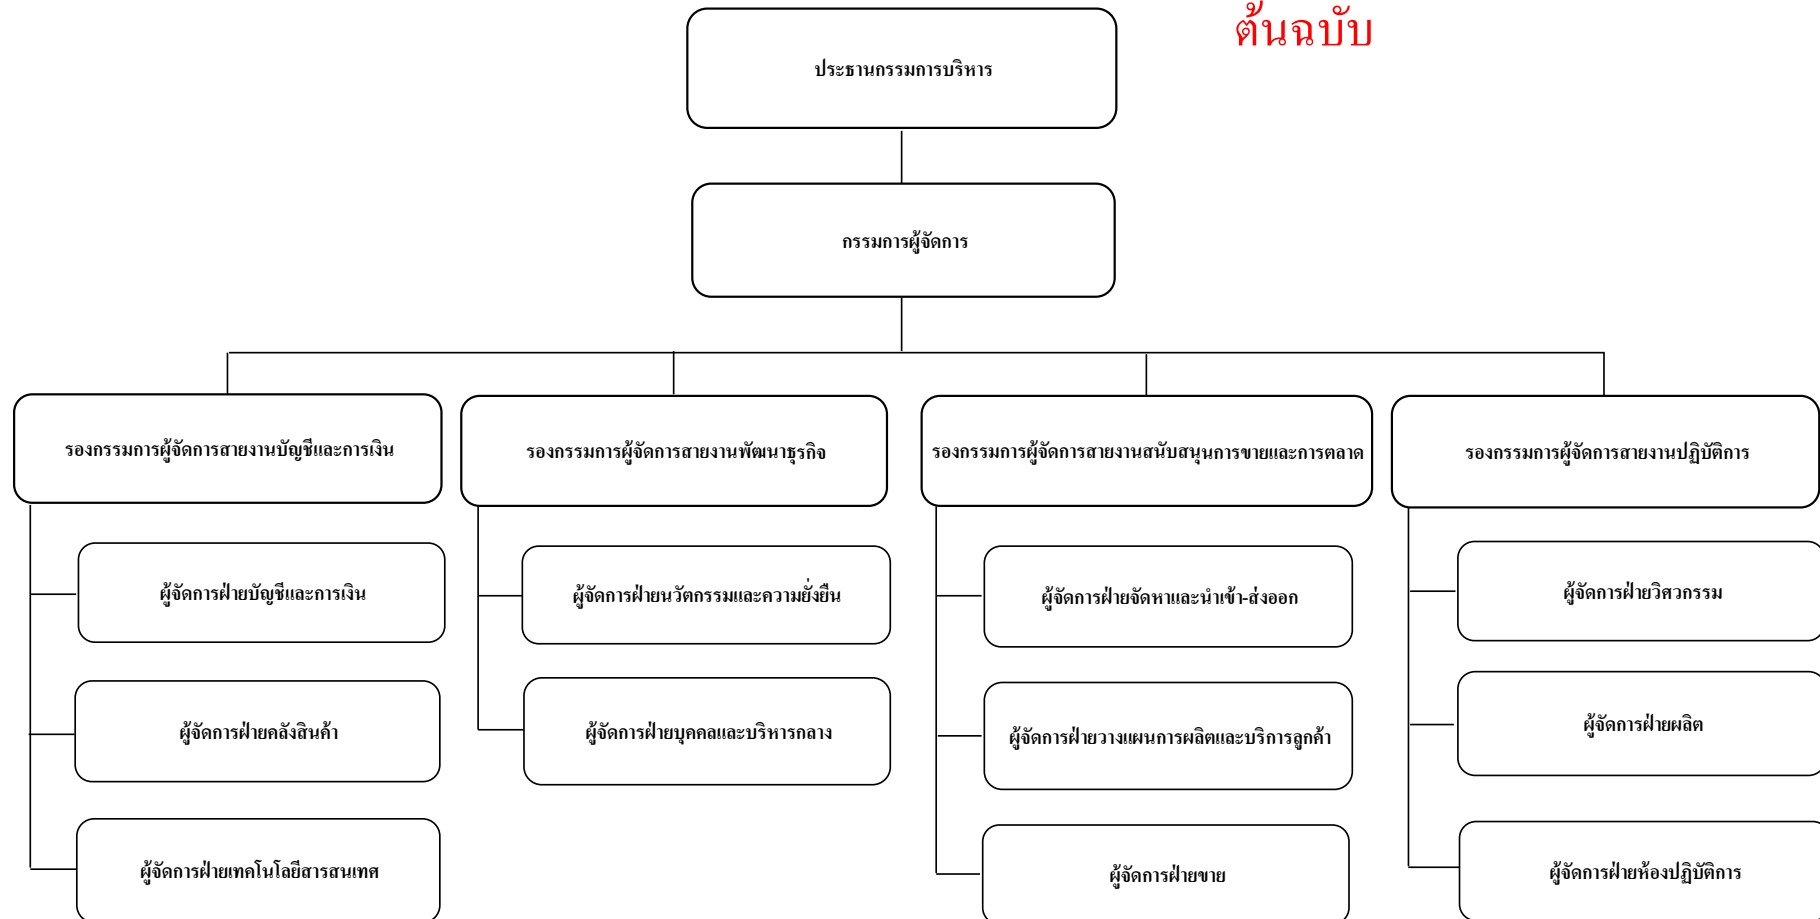 ต้นฉบับ
ประธานกรรมการบริหาร
กรรมการผู้จัดการ
รองกรรมการผู้จัดการสายงานบัญชีและการเงิน
รองกรรมการผู้จัดการสายงานพัฒนาธุรกิจ
รองกรรมการผู้จัดการสายงานสนับสนุนการขายและการตลาด
รองกรรมการผู้จัดการสายงานปฏิบัติการ
ผู้จัดการฝ่ายบัญชีและการเงิน
ผู้จัดการฝ่ายนวัตกรรมและความยั่งยืน
ผู้จัดการฝ่ายจัดหาและนำเข้า-ส่งออก
ผู้จัดการฝ่ายวิศวกรรม
ผู้จัดการฝ่ายคลังสินค้า
ผู้จัดการฝ่ายบุคคลและบริหารกลาง
ผู้จัดการฝ่ายวางแผนการผลิตและบริการลูกค้า
ผู้จัดการฝ่ายผลิต
ผู้จัดการฝ่ายเทคโนโลยีสารสนเทศ
ผู้จัดการฝ่ายขาย
ผู้จัดการฝ่ายห้องปฏิบัติการ